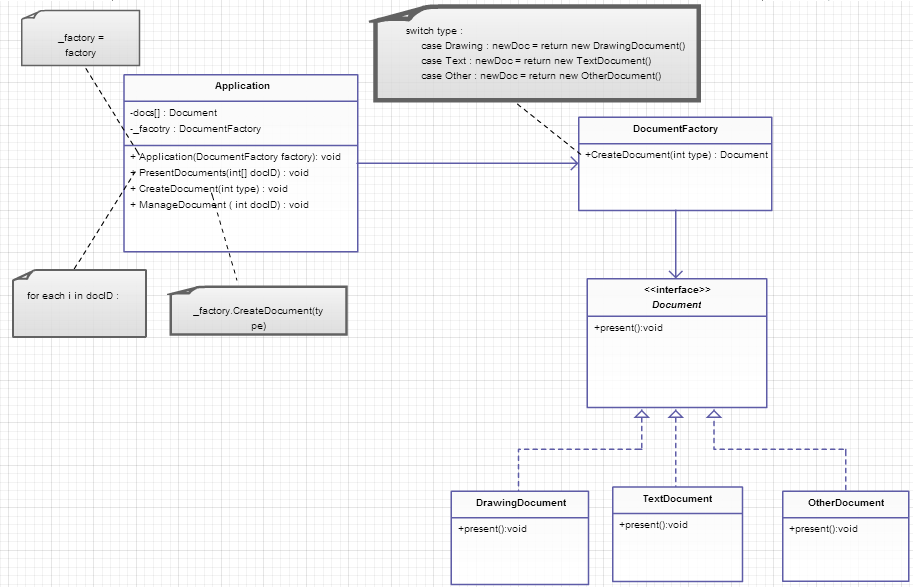 _factory =
factory
switch type :
case Drawing : newDoc = return new DrawingDocument()
case Text : newDoc = return new TextDocument()
case Other : newDoc = return new OtherDocument()
Application
-docs[] : Document
-_facotry : DocumentFactory
+ Application(DocumentFactory factory): void
+ PresentDocuments(int[] docID) : void
+ CreateDocument(int type) : void
+ ManageDocument ( int docID) : void
DocumentFactory
+CreateDocument(int type) : Document
for each i in docID :
_factory.CreateDocument(ty
pe)
<<interface>>
Document
+present():void
DrawingDocument
+present():void
TextDocument
+present():void
OtherDocument
+present():void